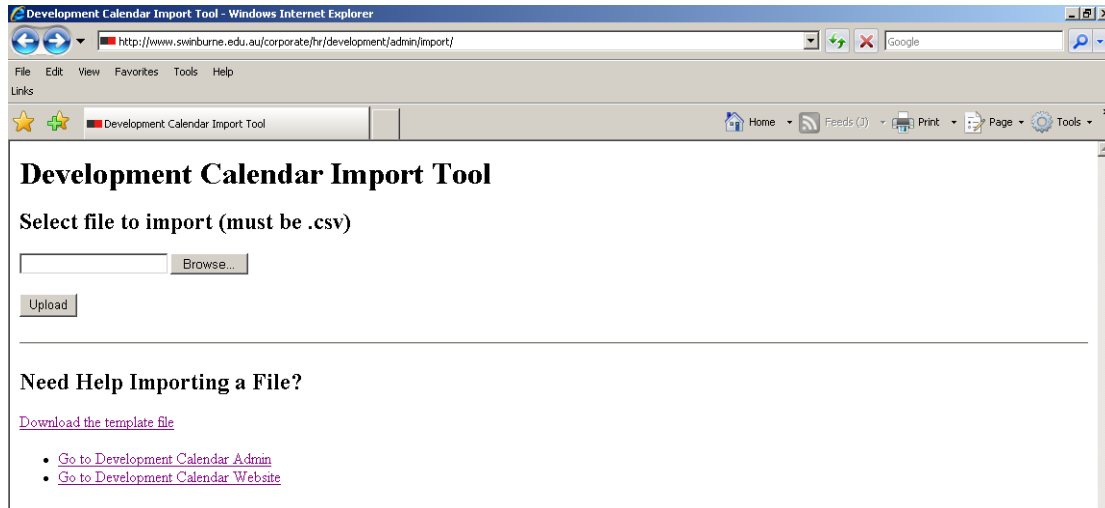 Development Calendar Import Tool - Windows Internet Explorer
http://www.swinburne.edu.au/corporate/hr/development/admin/import/
Google
File Edit View Favorites Tools Help
Links
Development Calendar Import Tool
Home Feeds (J) Print Page Tools
Development Calendar Import Tool
Select file to import (must be .csv)
Browse...
Upload
Need Help Importing a File?
Download the template file
Go to Development Calendar Admin
Go to Development Calendar Website